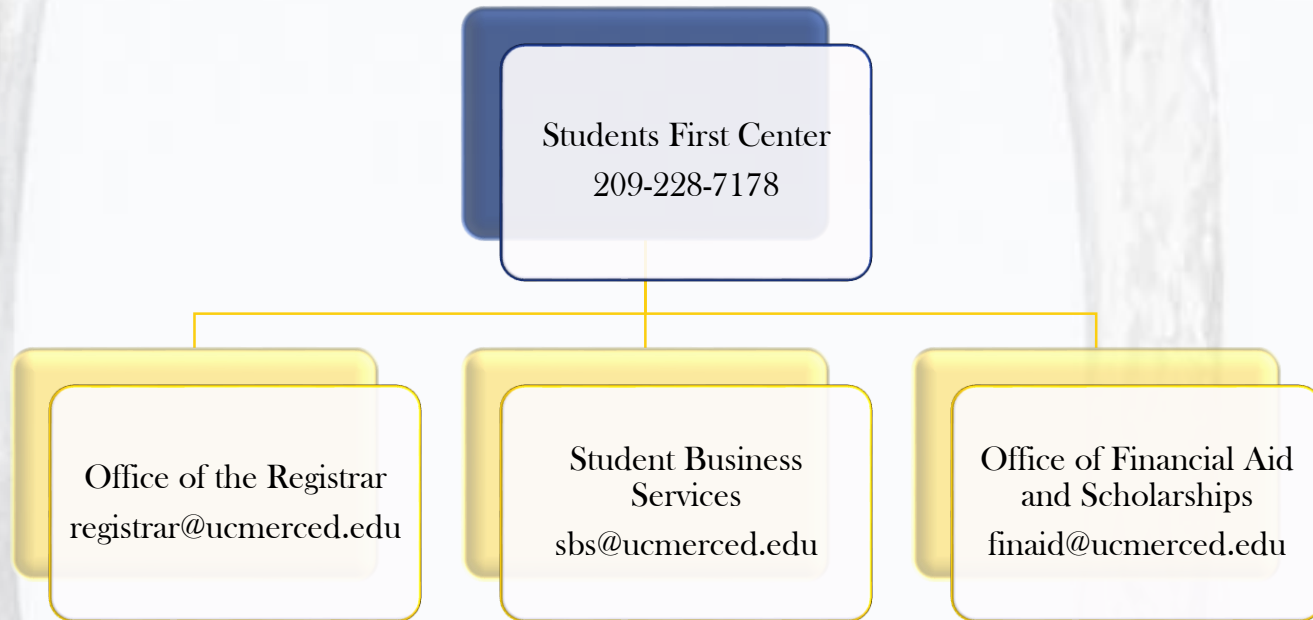 Students First Center
209-228-7178
Office of the Registrar
registrar@ucmerced.edu
Student Business
Services
sbs@ucmerced.edu
Office of Financial Aid
and Scholarships
finaid@ucmerced.edu